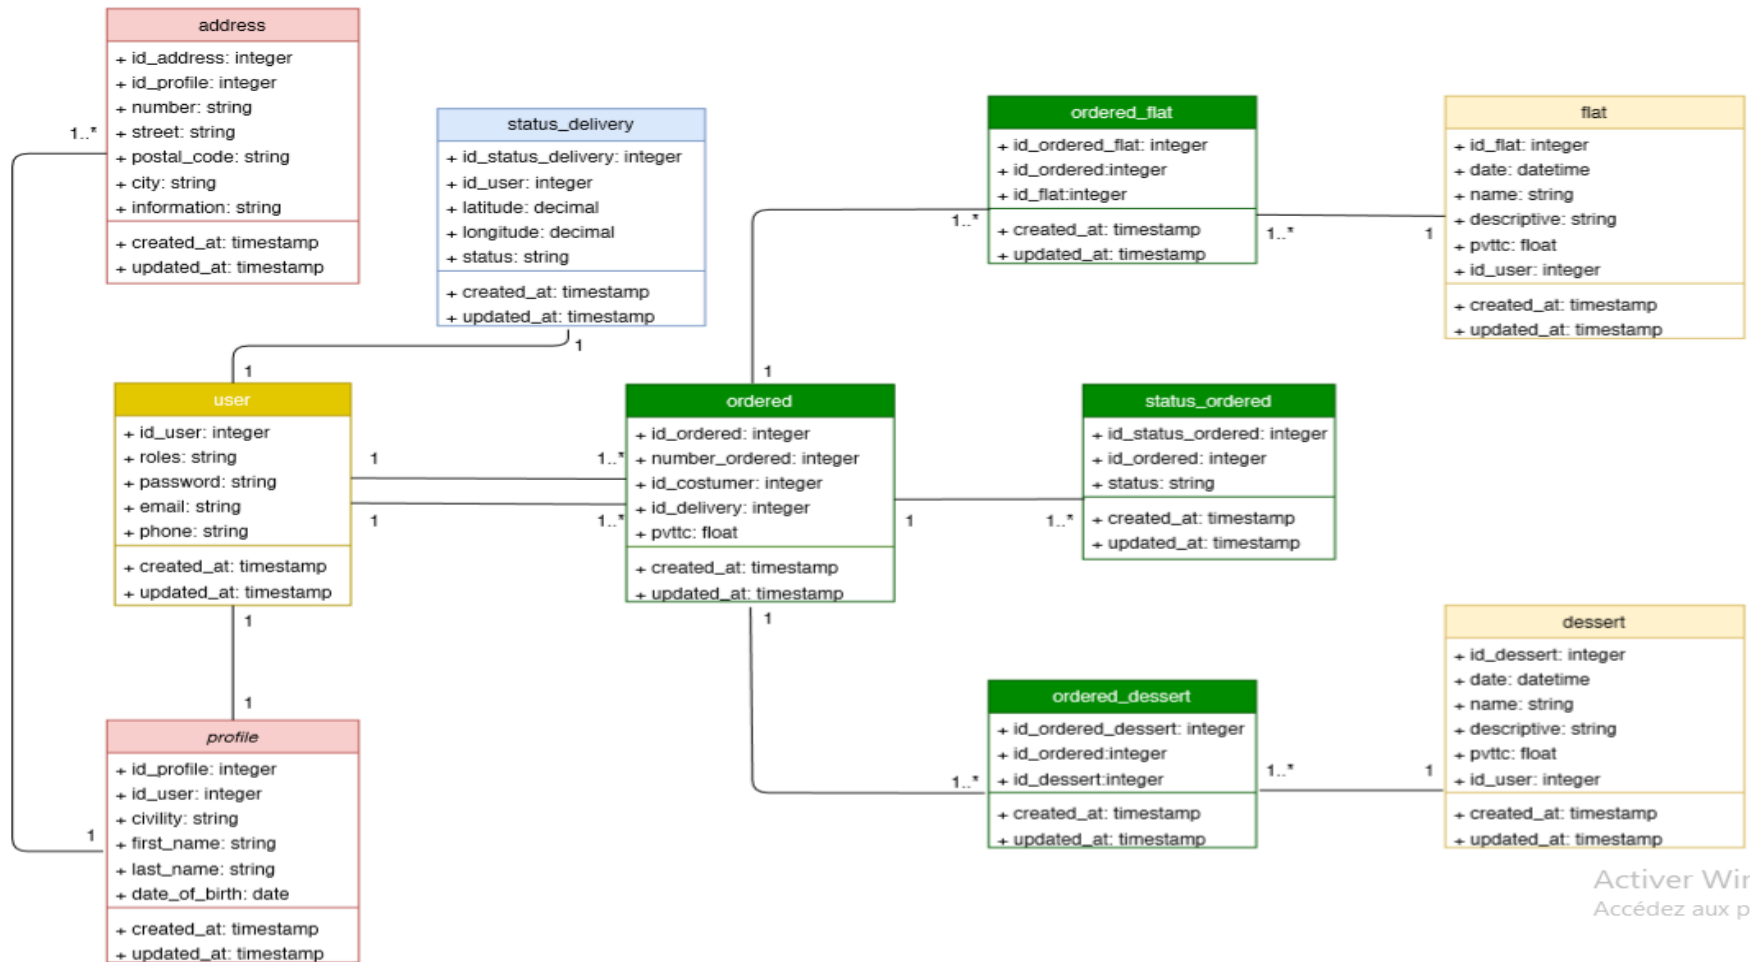 address
+ id_address: integer
+ id_profile: integer
+ number: string
+ street: string
+ postal_code: string
+ city: string
+ information: string
+ created_at: timestamp
+ updated_at: timestamp
1..*
status_delivery
+ id_status_delivery: integer
+ id_user: integer
+ latitude: decimal
+ longitude: decimal
+ status: string
+ created_at: timestamp
+ updated_at: timestamp
1
1
ordered_flat
+ id_ordered_flat: integer
+ id_ordered:integer
+ id_flat:integer
+ created_at: timestamp
+ updated_at: timestamp
1..*
1..*
1
flat
+ id_flat: integer
+ date: datetime
+ name: string
+ descriptive: string
+ pvttc: float
+ id_user: integer
+ created_at: timestamp
+ updated_at: timestamp
user
+ id_user: integer
+ roles: string
+ password: string
+ email: string
+ phone: string
+ created_at: timestamp
+ updated_at: timestamp
1
1..*
1
1..*
1
ordered
+ id_ordered: integer
+ number_ordered: integer
+ id_costumer: integer
+ id_delivery: integer
+ pvttc: float
+ created_at: timestamp
+ updated_at: timestamp
1
1..*
status_ordered
+ id_status_ordered: integer
+ id_ordered: integer
+ status: string
+ created_at: timestamp
+ updated_at: timestamp
1
1
1
1
profile
+ id_profile: integer
+ id_user: integer
+ civility: string
+ first_name: string
+ last_name: string
+ date_of_birth: date
+ created_at: timestamp
+ updated_at: timestamp
ordered_dessert
+ id_ordered_dessert: integer
+ id_ordered:integer
+ id_dessert:integer
+ created_at: timestamp
+ updated_at: timestamp
1..*
1..*
1
dessert
+ id_dessert: integer
+ date: datetime
+ name: string
+ descriptive: string
+ pvttc: float
+ id_user: integer
+ created_at: timestamp
+ updated_at: timestamp
Activer Wir
Accédez aux p